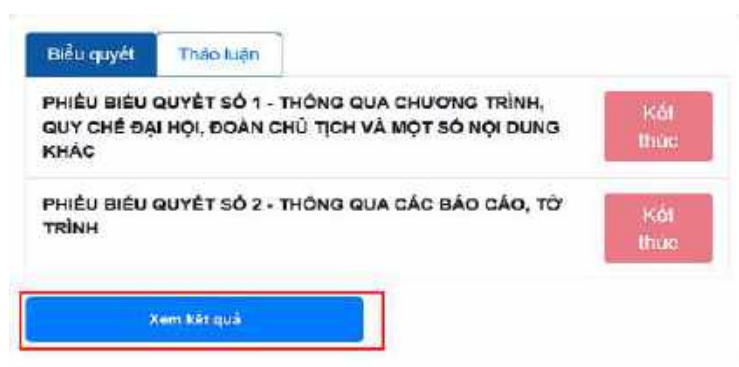 Biểu quyết Thảo luận
PHIẾU BIỂU QUYẾT SỐ 1 - THÔNG QUA CHƯƠNG TRÌNH,
QUY CHẾ ĐẠI HỘI, ĐOÀN CHỦ TỊCH VÀ MỘT SỐ NỘI DUNG
KHÁC
Kết
thúc
PHIẾU BIỂU QUYẾT SỐ 2 - THÔNG QUA CÁC BÁO CÁO, TỜ
TRÌNH
Kết
thúc
Xem kết quả